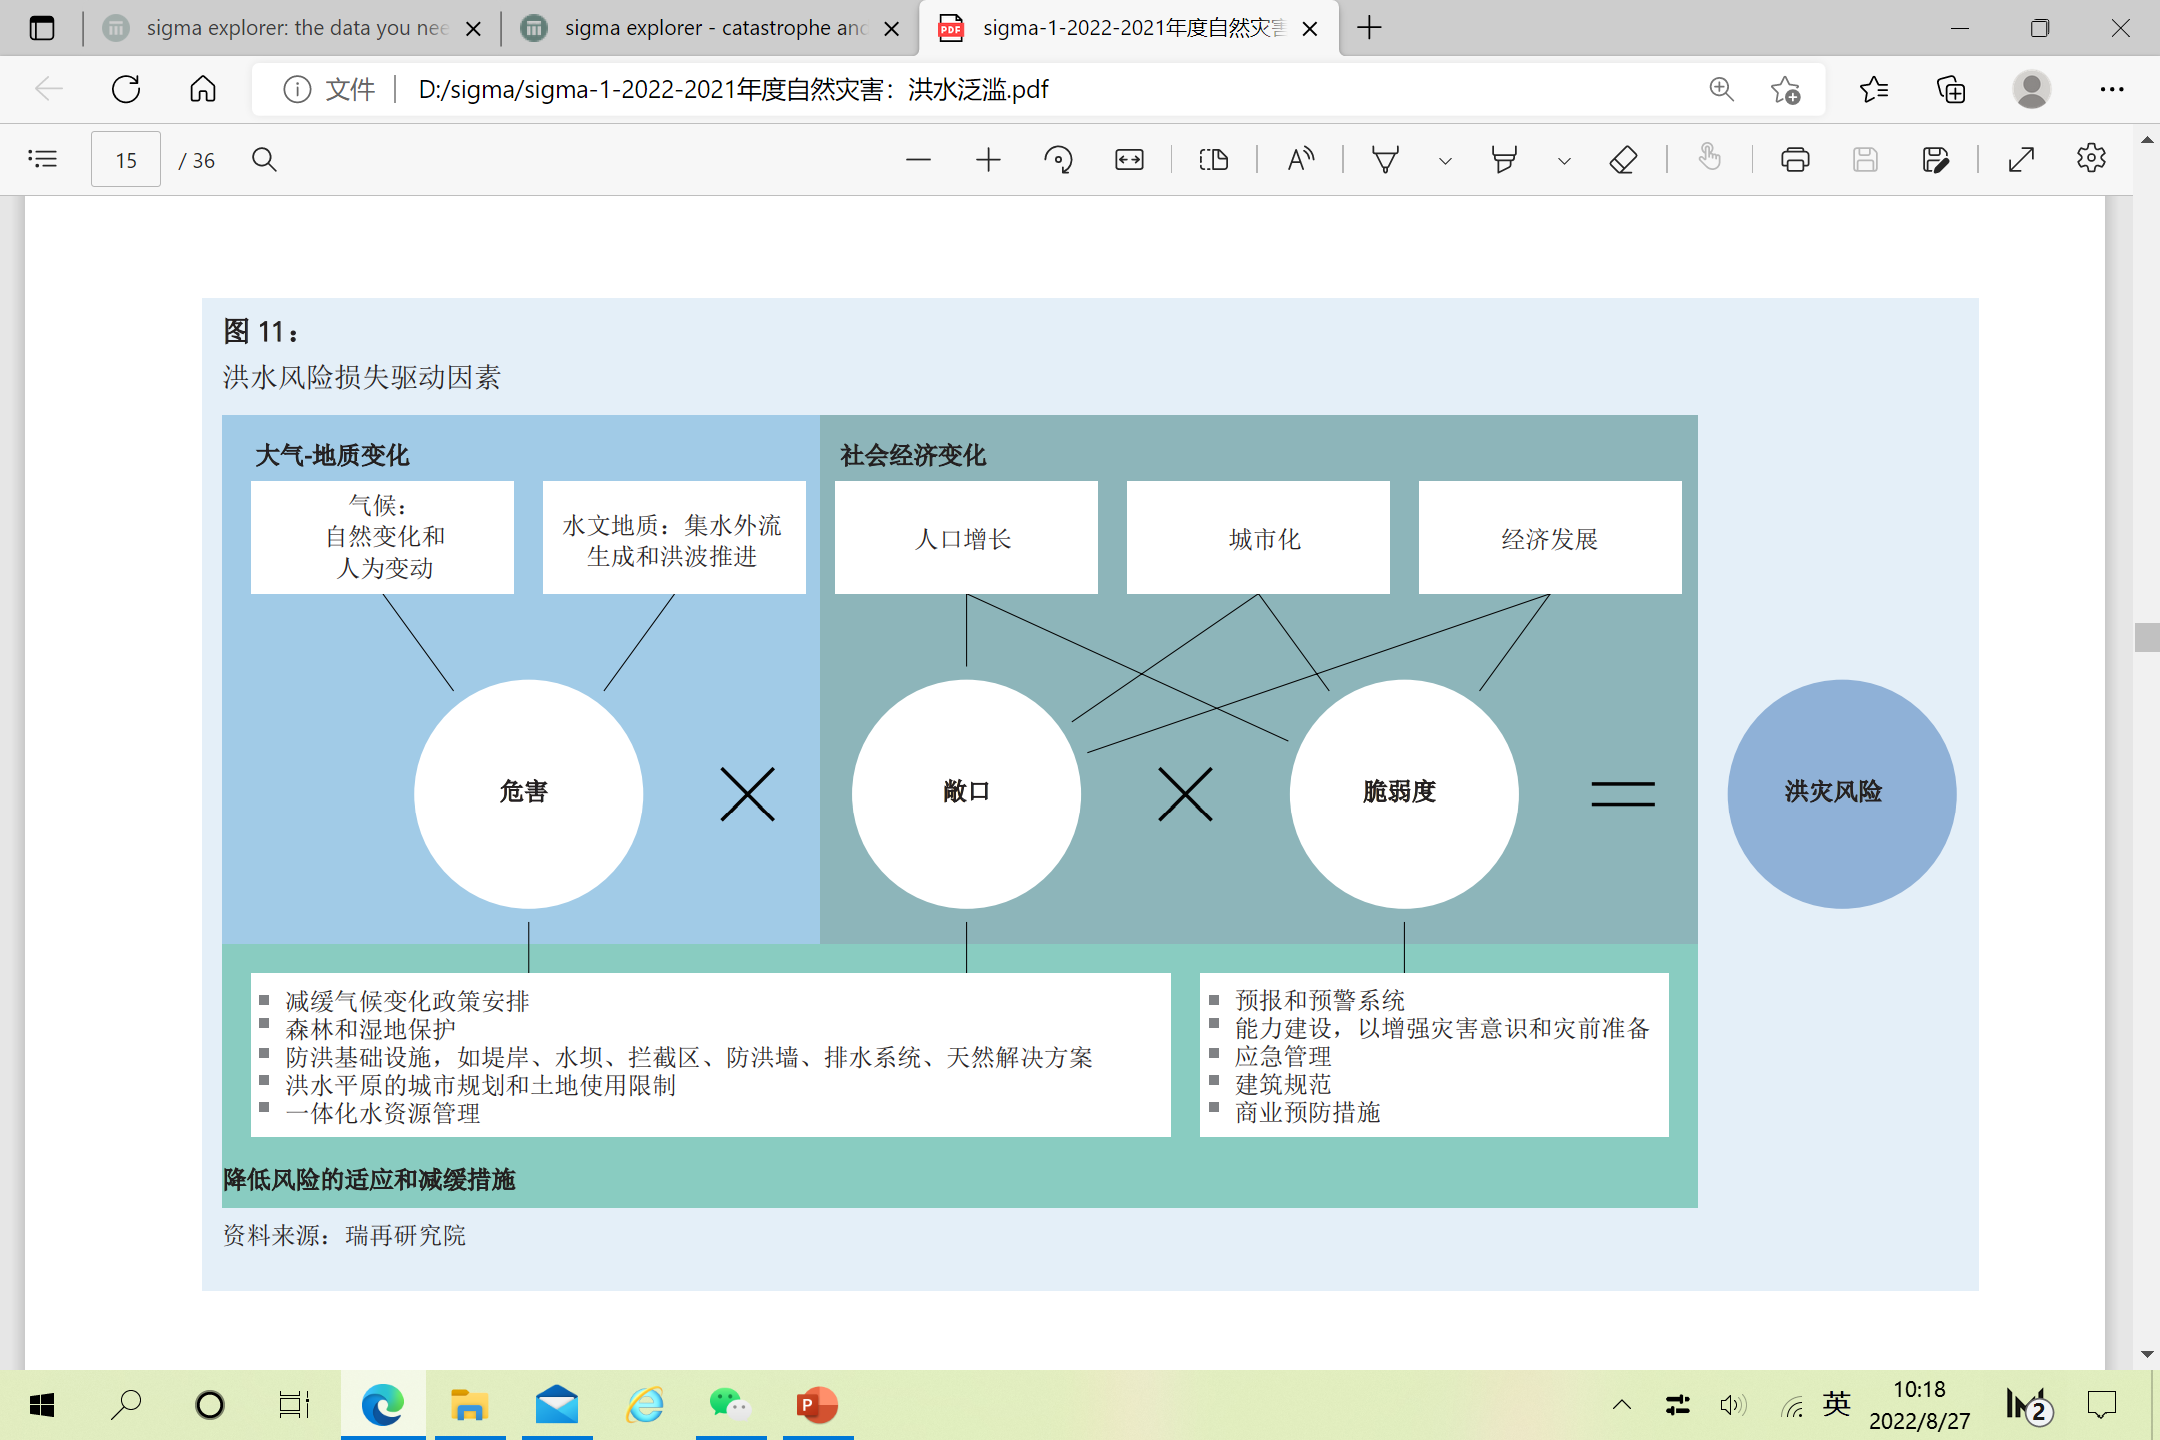 sigma explorer: the data you nee
sigma explorer - catastrophe and
sigma-1-2022-2021年度自然灾害
文件
D:/sigma/sigma-1-2022-2021年度自然灾害：洪水泛滥.pdf
15
/ 36
图 11：
洪水风险损失驱动因素
大气-地质变化
社会经济变化
气候：
自然变化和
人为变动
水文地质：集水外流
生成和洪波推进
人口增长
城市化
经济发展
危害
敞口
脆弱度
洪灾风险
减缓气候变化政策安排
森林和湿地保护
防洪基础设施，如堤岸、水坝、拦截区、防洪墙、排水系统、天然解决方案
洪水平原的城市规划和土地使用限制
一体化水资源管理
预报和预警系统
能力建设，以增强灾害意识和灾前准备
应急管理
建筑规范
商业预防措施
降低风险的适应和减缓措施
资料来源：瑞再研究院
英
10:18
2022/8/27
2